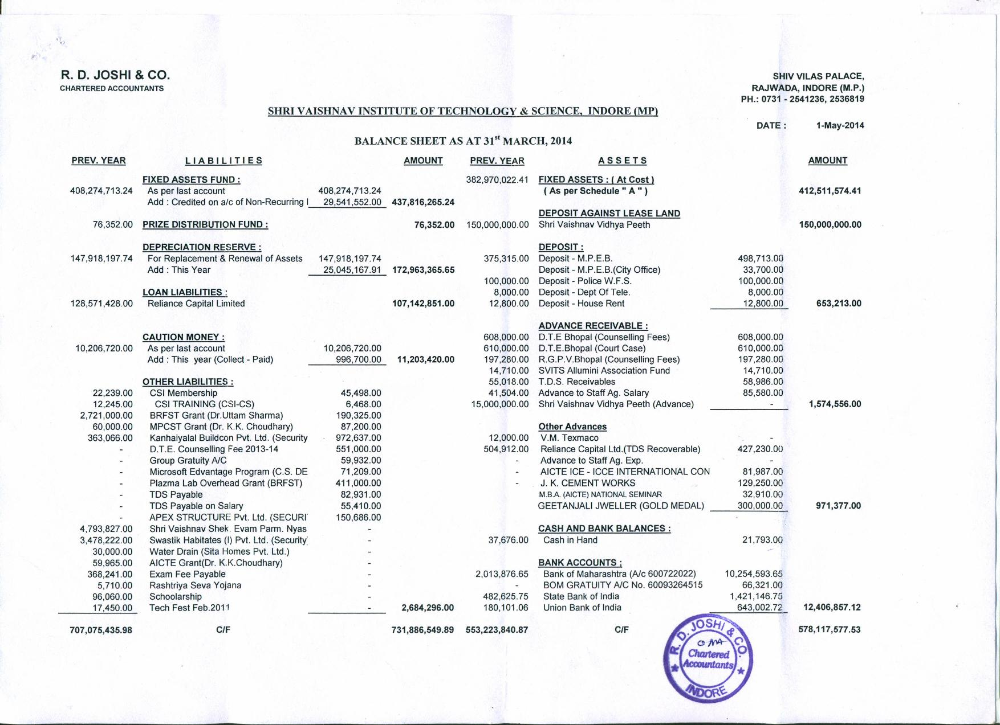 R. D. JOSHI & CO.
CHARTERED ACCOUNTANTS
SHIV VILAS PALACE,
RAJWADA, INDORE (M.P.)
PH.: 0731 - 2541236, 2536819
SHRI VAISHNAV INSTITUTE OF TECHNOLOGY & SCIENCE, INDORE (MP)
DATE : 1-May-2014
BALANCE SHEET AS AT 31st MARCH, 2014
PREV. YEAR LIABILITIES AMOUNT PREV. YEAR ASSETS AMOUNT
FIXED ASSETS FUND : 382,970,022.41 FIXED ASSETS : ( At Cost )
408,274,713.24 As per last account 408,274,713.24 ( As per Schedule " A " ) 412,511,574.41
Add : Credited on a/c of Non-Recurring I 29,541,552.00 437,816,265.24
DEPOSIT AGAINST LEASE LAND
76,352.00 PRIZE DISTRIBUTION FUND : 76,352.00 150,000,000.00 Shri Vaishnav Vidhya Peeth 150,000,000.00
DEPRECIATION RESERVE : DEPOSIT :
147,918,197.74 For Replacement & Renewal of Assets 147,918,197.74 375,315.00 Deposit - M.P.E.B. 498,713.00
Add : This Year 25,045,167.91 172,963,365.65 Deposit - M.P.E.B.(City Office) 33,700.00
100,000.00 Deposit - Police W.F.S. 100,000.00
LOAN LIABILITIES : 8,000.00 Deposit - Dept Of Tele. 8,000.00
128,571,428.00 Reliance Capital Limited 107,142,851.00 12,800.00 Deposit - House Rent 12,800.00 653,213.00
ADVANCE RECEIVABLE :
CAUTION MONEY : 608,000.00 D.T.E Bhopal (Counselling Fees) 608,000.00
10,206,720.00 As per last account 10,206,720.00 610,000.00 D.T.E.Bhopal (Court Case) 610,000.00
Add : This year (Collect - Paid) 996,700.00 11,203,420.00 197,280.00 R.G.P.V.Bhopal (Counselling Fees) 197,280.00
14,710.00 SVITS Allumini Association Fund 14,710.00
OTHER LIABILITIES : 55,018.00 T.D.S. Receivables 58,986.00
22,239.00 CSI Membership 45,498.00 41,504.00 Advance to Staff Ag. Salary 85,580.00
12,245.00 CSI TRAINING (CSI-CS) 6,468.00 15,000,000.00 Shri Vaishnav Vidhya Peeth (Advance) - 1,574,556.00
2,721,000.00 BRFST Grant (Dr.Uttam Sharma) 190,325.00
60,000.00 MPCST Grant (Dr. K.K. Choudhary) 87,200.00 Other Advances
363,066.00 Kanhaiyalal Buildcon Pvt. Ltd. (Security 972,637.00 12,000.00 V.M. Texmaco -
- D.T.E. Counselling Fee 2013-14 551,000.00 504,912.00 Reliance Capital Ltd.(TDS Recoverable) 427,230.00
- Group Gratuity A/C 59,932.00 - Advance to Staff Ag. Exp. -
- Microsoft Edvantage Program (C.S. DE 71,209.00 - AICTE ICE - ICCE INTERNATIONAL CON 81,987.00
- Plazma Lab Overhead Grant (BRFST) 411,000.00 - J. K. CEMENT WORKS 129,250.00
- TDS Payable 82,931.00 M.B.A. (AICTE) NATIONAL SEMINAR 32,910.00
- TDS Payable on Salary 55,410.00 GEETANJALI JWELLER (GOLD MEDAL) 300,000.00 971,377.00
- APEX STRUCTURE Pvt. Ltd. (SECURI 150,686.00
4,793,827.00 Shri Vaishnav Shek. Evam Parm. Nyas - CASH AND BANK BALANCES :
3,478,222.00 Swastik Habitates (I) Pvt. Ltd. (Security - 37,676.00 Cash in Hand 21,793.00
30,000.00 Water Drain (Sita Homes Pvt. Ltd.) -
59,965.00 AICTE Grant(Dr. K.K.Choudhary) - BANK ACCOUNTS :
368,241.00 Exam Fee Payable - 2,013,876.65 Bank of Maharashtra (A/c 600722022) 10,254,593.65
5,710.00 Rashtriya Seva Yojana - - BOM GRATUITY A/C No. 60093264515 66,321.00
96,060.00 Schoolarship - 482,625.75 State Bank of India 1,421,146.75
17,450.00 Tech Fest Feb.2011 - 2,684,296.00 180,101.06 Union Bank of India 643,002.72 12,406,857.12
707,075,435.98 C/F 731,886,549.89 553,223,840.87 C/F 578,117,577.53
R. D. JOSHI & CO.
Chartered
Accountants
INDORE